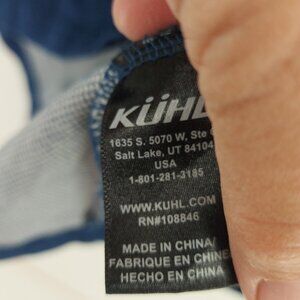 KÜHL
1635 S. 5070 W, Ste
Salt Lake, UT 84104
USA
1-801-281-3185
WWW.KUHL.COM
RN#108846
MADE IN CHINA/
FABRIQUE EN CHINE/
HECHO EN CHINA